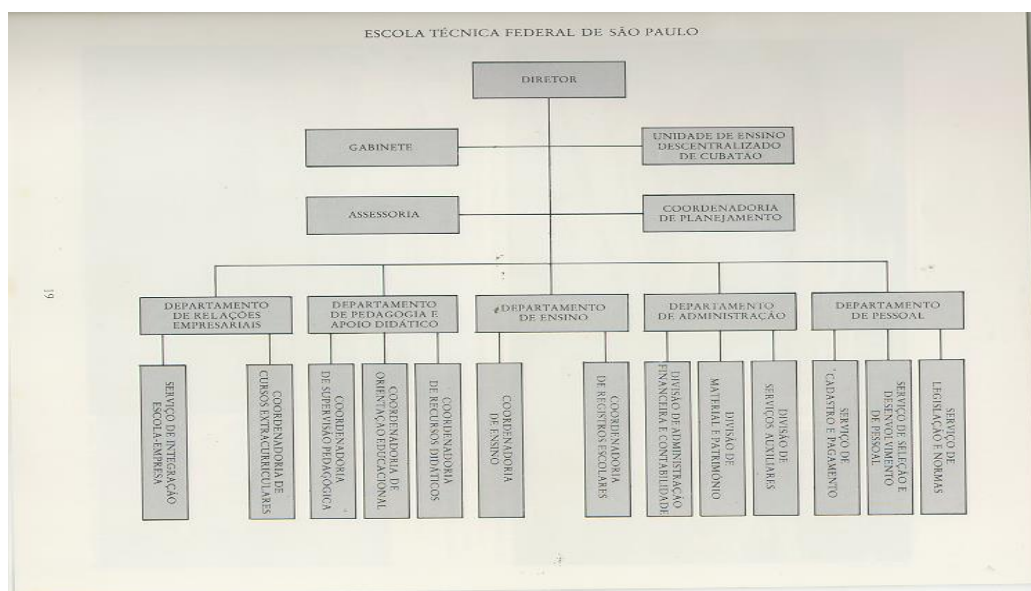 ESCOLA TÉCNICA FEDERAL DE SÃO PAULO
DIRETOR
GABINETE
UNIDADE DE ENSINO
DESCENTRALIZADO
DE CUBATÃO
ASSESSORIA
COORDENADORIA
DE PLANEJAMENTO
19
DEPARTAMENTO
DE RELAÇÕES
EMPRESARIAIS
DEPARTAMENTO
DE PEDAGOGIA E
APOIO DIDÁTICO
DEPARTAMENTO
DE ENSINO
DEPARTAMENTO
DE ADMINISTRAÇÃO
DEPARTAMENTO
DE PESSOAL
SERVIÇO DE INTEGRAÇÃO
ESCOLA-EMPRESA
COORDENADORIA DE
CURSOS EXTRACURRICULARES
COORDENADORIA
DE SUPERVISÃO PEDAGÓGICA
COORDENADORIA DE
ORIENTAÇÃO EDUCACIONAL
COORDENADORIA
DE RECURSOS DIDÁTICOS
COORDENADORIA
DE ENSINO
COORDENADORIA
DE REGISTROS ESCOLARES
DIVISÃO DE ADMINISTRAÇÃO
FINANCEIRA E CONTABILIDADE
DIVISÃO DE
MATERIAL E PATRIMÔNIO
DIVISÃO DE
SERVIÇOS AUXILIARES
SERVIÇO DE
CADASTRO E PAGAMENTO
SERVIÇO DE SELEÇÃO E
DESENVOLVIMENTO
DE PESSOAL
SERVIÇO DE
LEGISLAÇÃO E NORMAS